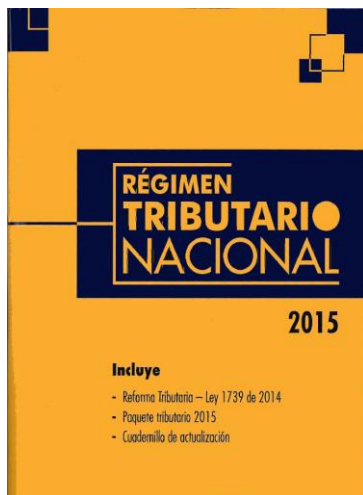 RÉGIMEN
TRIBUTARIO
NACIONAL
2015
Incluye
- Reforma Tributaria – Ley 1739 de 2014
- Paquete tributario 2015
- Cuadernillo de actualización